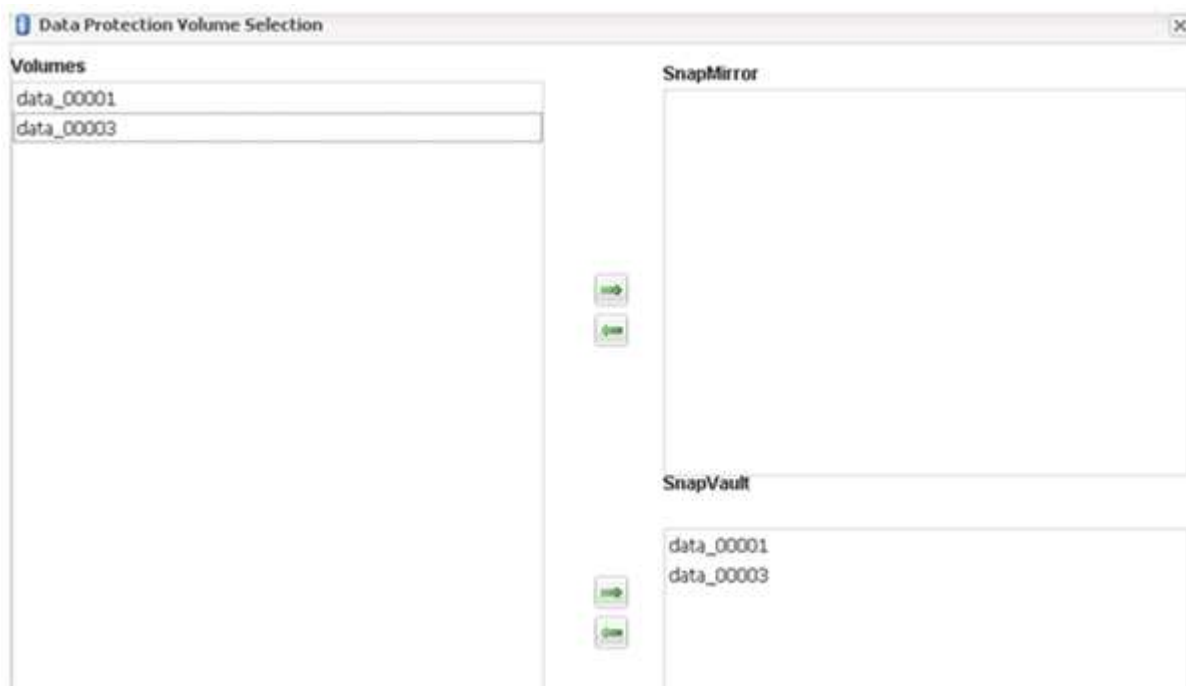 Data Protection Volume Selection
Volumes
data_00001
data_00003
SnapMirror
SnapVault
data_00001
data_00003